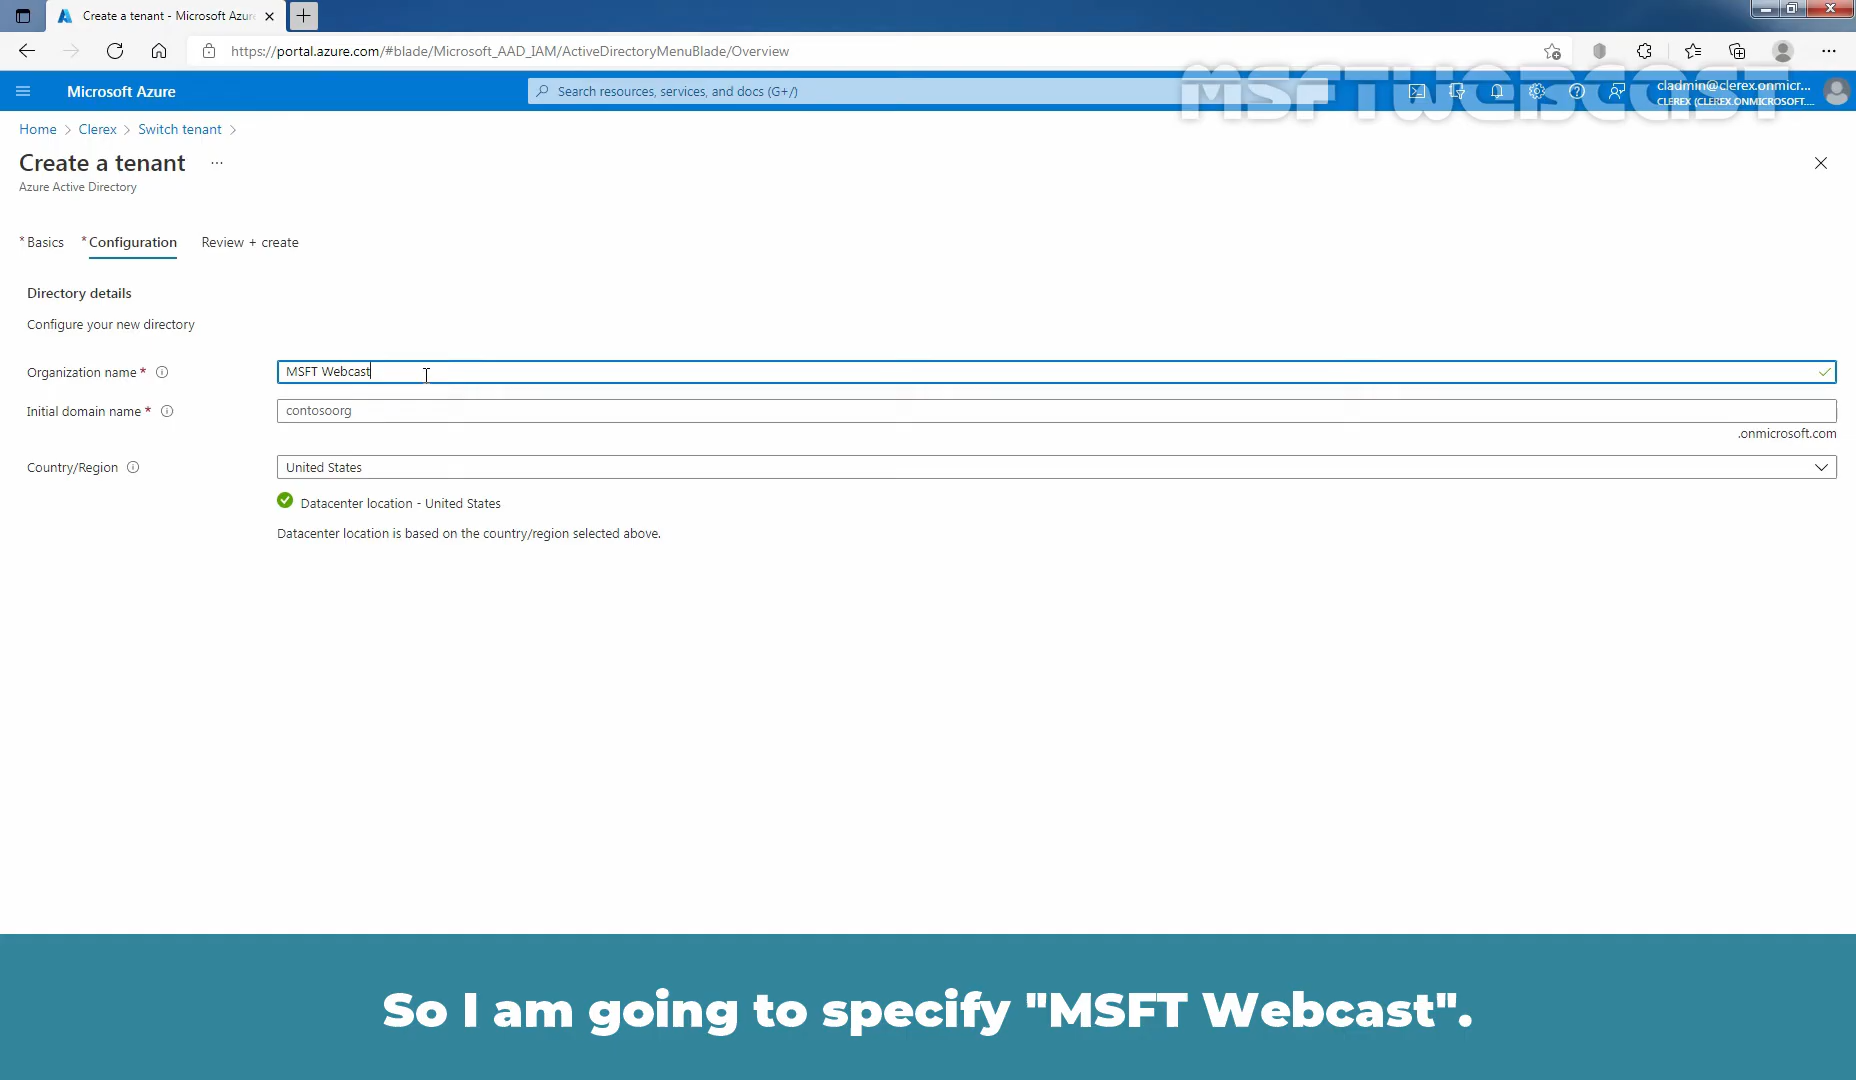 Create a tenant - Microsoft Azure
https://portal.azure.com/#blade/Microsoft_AAD_IAM/ActiveDirectoryMenuBlade/Overview
Microsoft Azure
Search resources, services, and docs (G+/)
MSFTWEBCAST
cladmin@clerex.onmicr...
CLEREX (CLEREX.ONMICROSOFT....
Home > Clerex > Switch tenant >
Create a tenant ...
Azure Active Directory
* Basics * Configuration Review + create
Directory details
Configure your new directory
Organization name * MSFT Webcast
Initial domain name * contosoorg
.onmicrosoft.com
Country/Region United States
Datacenter location - United States
Datacenter location is based on the country/region selected above.
So I am going to specify "MSFT Webcast".